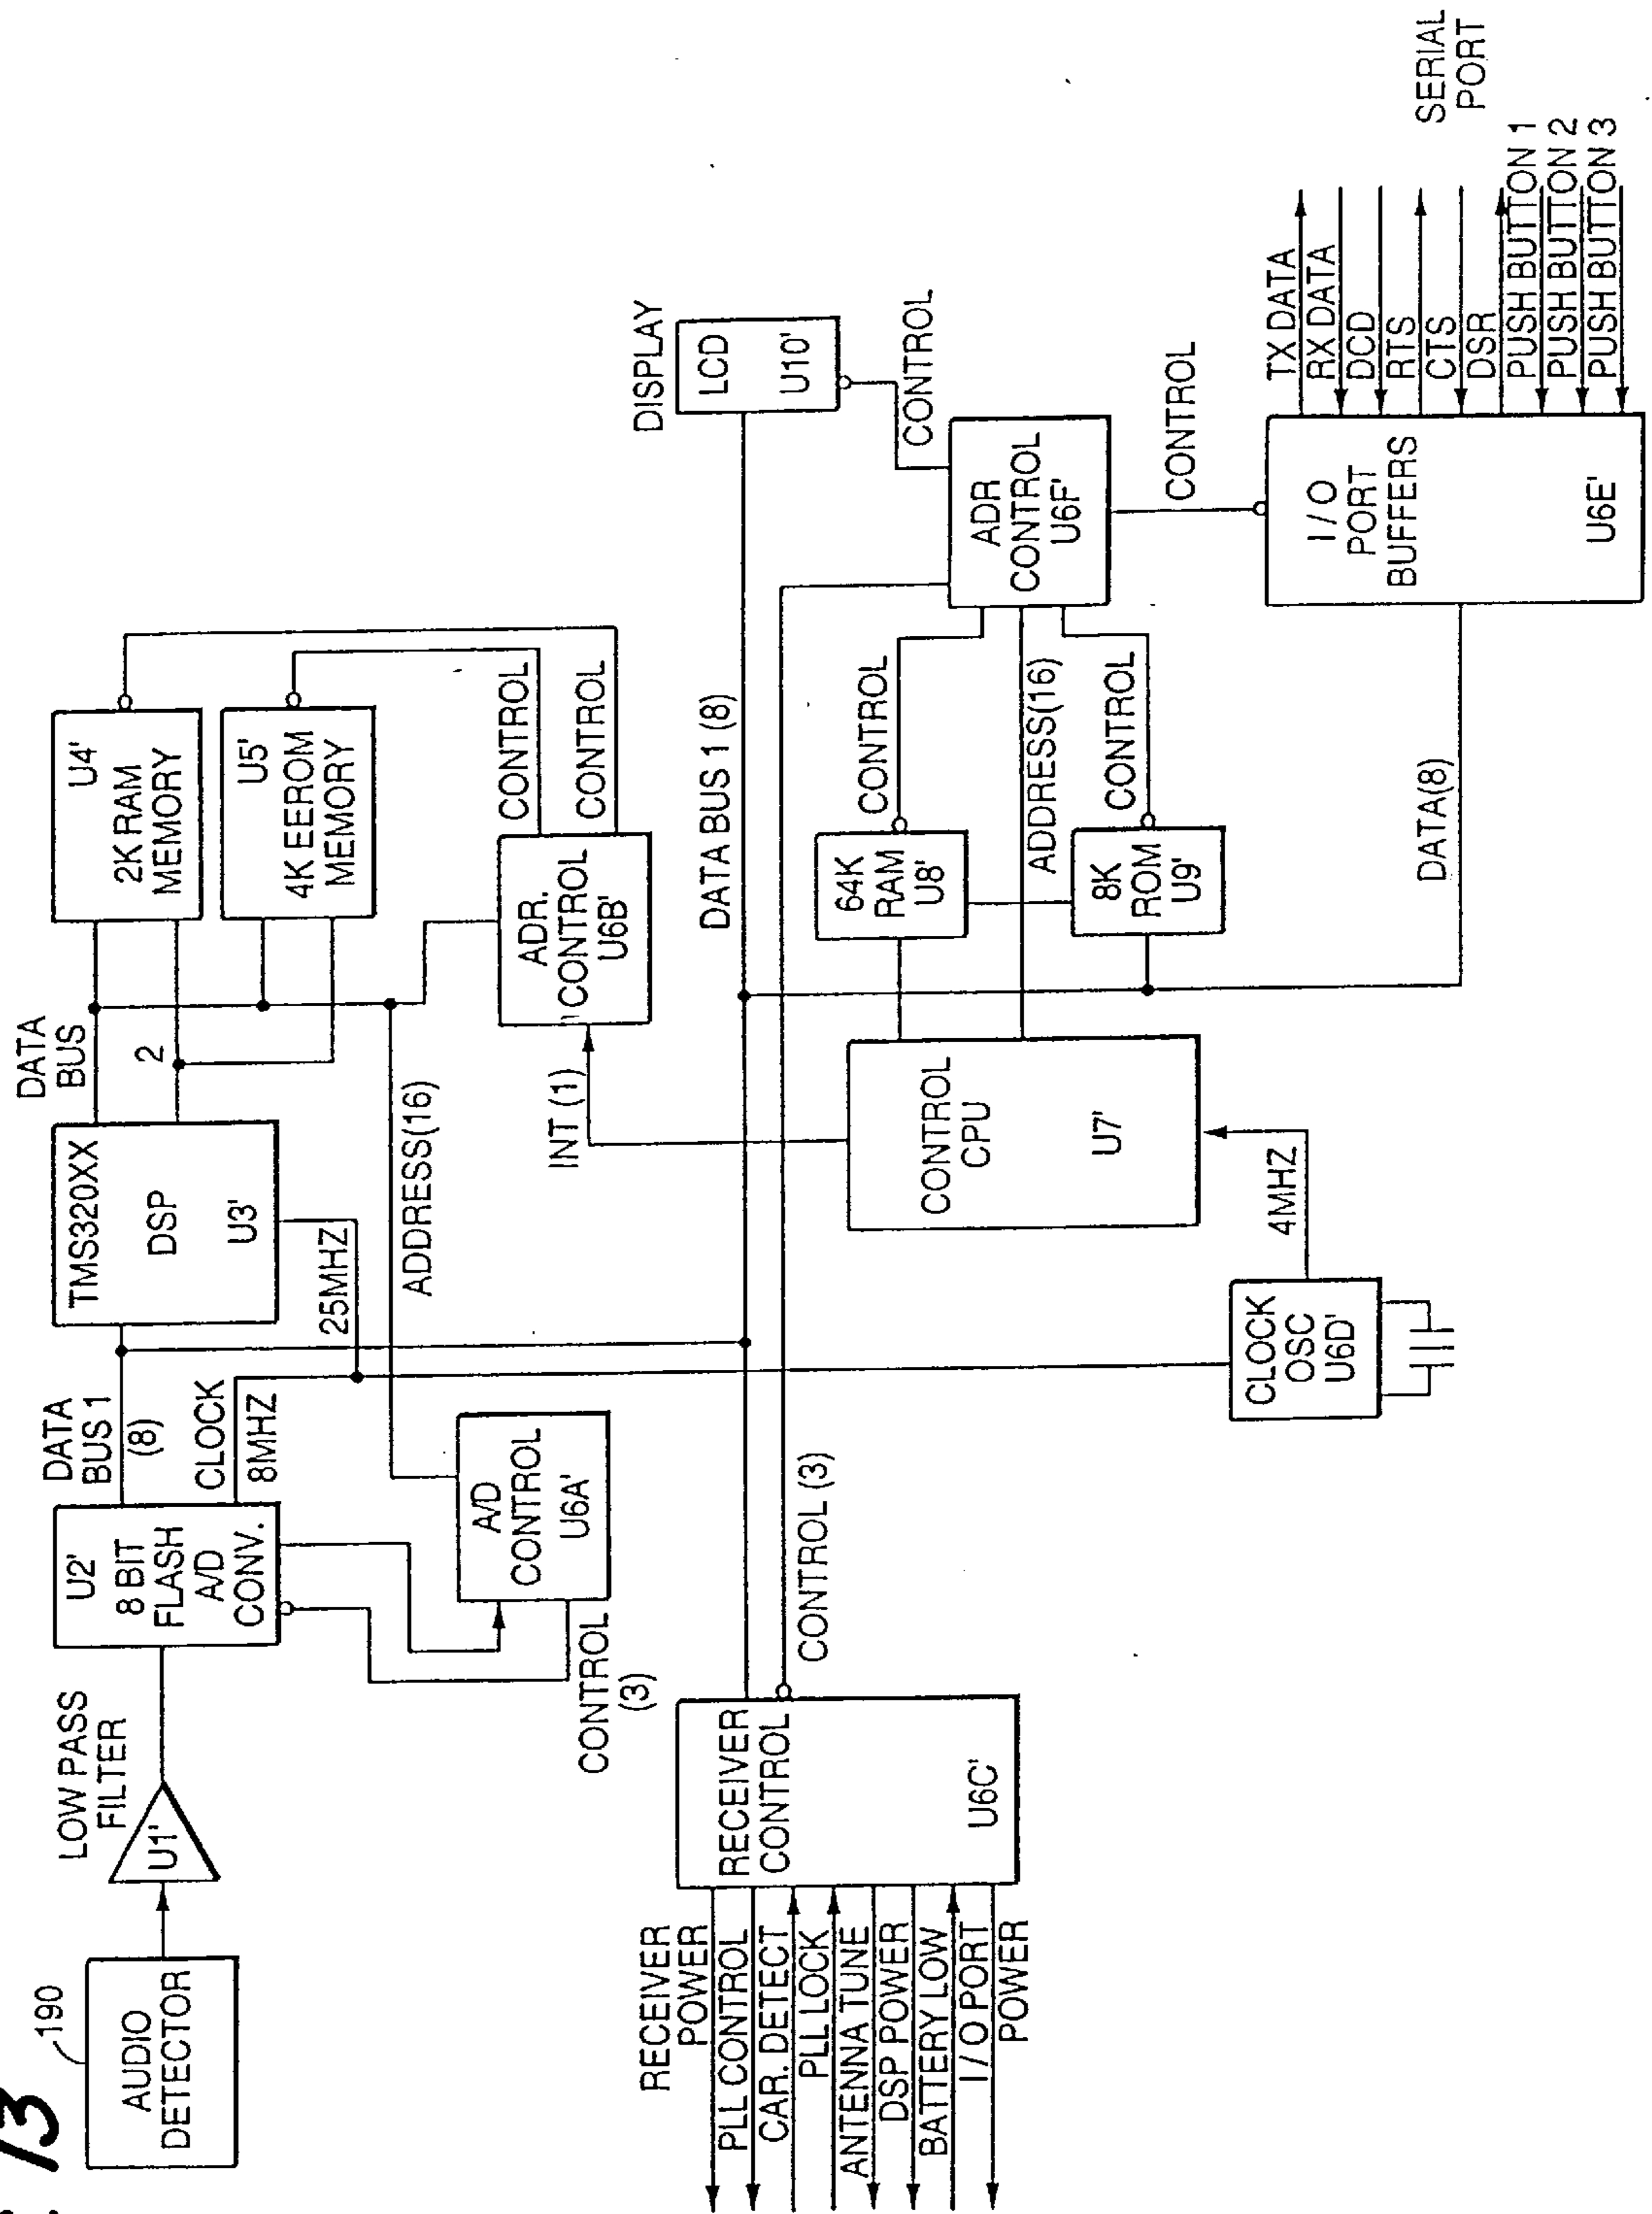 13
190
AUDIO
DETECTOR
LOW PASS
FILTER
U1'
U2'
8 BIT
FLASH
A/D
CONV.
DATA
BUS 1
(8)
CLOCK
8MHZ
TMS320XX
DSP
U3'
25MHZ
DATA
BUS
2
U4'
2K RAM
MEMORY
U5'
4K EEROM
MEMORY
A/D
CONTROL
U6A'
CONTROL
(3)
ADDRESS(16)
INT (1)
ADR.
CONTROL
U6B'
CONTROL
CONTROL
RECEIVER
POWER
PLL CONTROL
CAR. DETECT
PLL LOCK
ANTENNA TUNE
DSP POWER
BATTERY LOW
I/O PORT
POWER
RECEIVER
CONTROL
U6C'
CONTROL (3)
DATA BUS 1 (8)
DISPLAY
LCD
U10'
CONTROL
CONTROL
CPU
U7'
64K
RAM
U8'
CONTROL
ADDRESS(16)
8K
ROM
U9'
CONTROL
ADR
CONTROL
U6F'
CONTROL
CLOCK
OSC
U6D'
4MHZ
DATA(8)
I/O
PORT
BUFFERS
U6E'
TX DATA
RX DATA
DCD
RTS
CTS
DSR
PUSH BUTTON 1
PUSH BUTTON 2
PUSH BUTTON 3
SERIAL
PORT